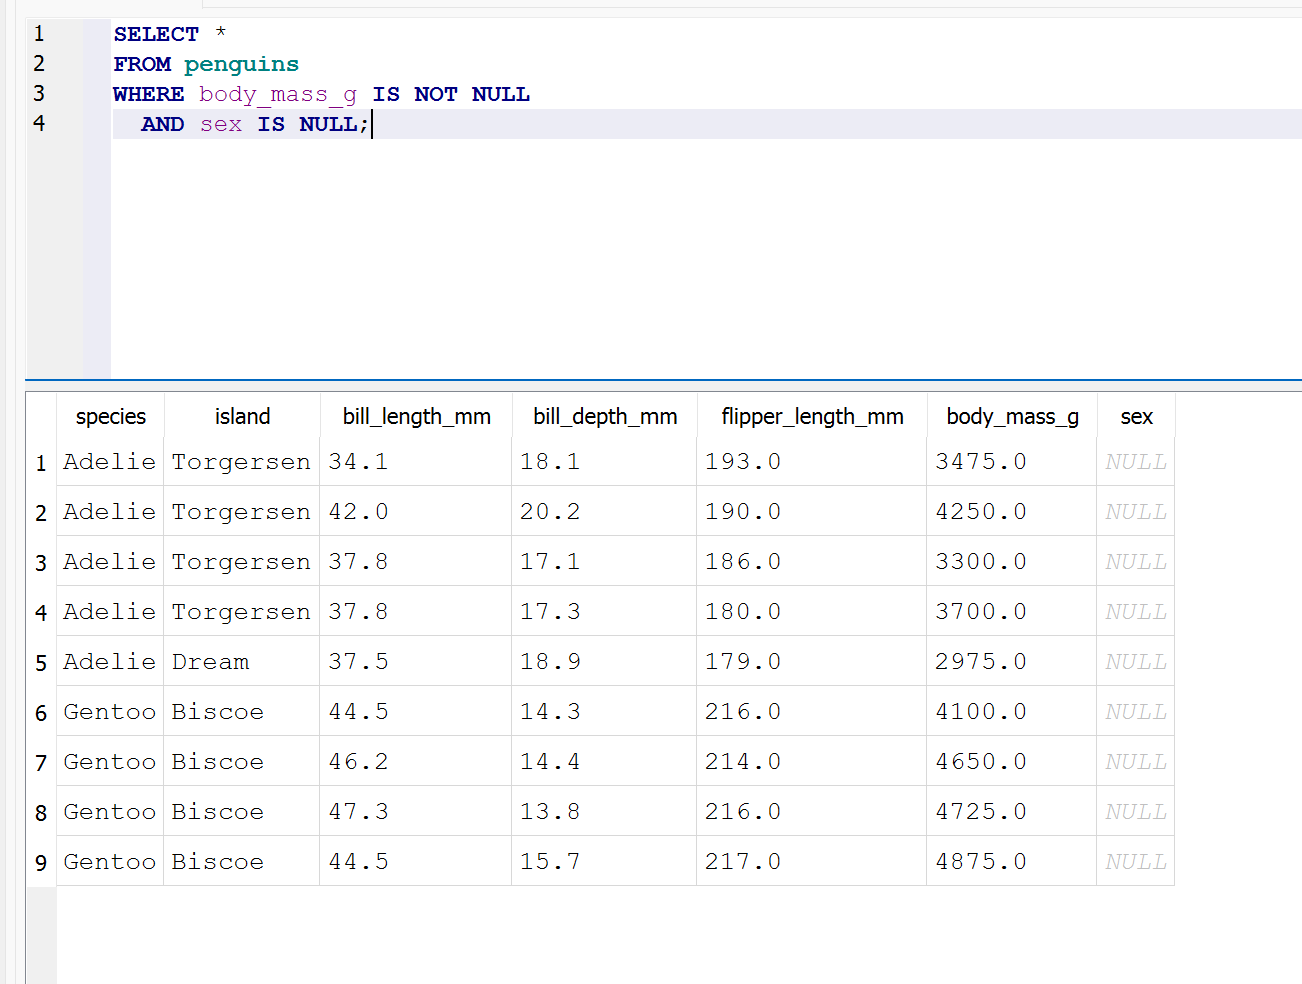 1 SELECT *
2 FROM penguins
3 WHERE body_mass_g IS NOT NULL
4 AND sex IS NULL;
species island bill_length_mm bill_depth_mm flipper_length_mm body_mass_g sex
1 Adelie Torgersen 34.1 18.1 193.0 3475.0 NULL
2 Adelie Torgersen 42.0 20.2 190.0 4250.0 NULL
3 Adelie Torgersen 37.8 17.1 186.0 3300.0 NULL
4 Adelie Torgersen 37.8 17.3 180.0 3700.0 NULL
5 Adelie Dream 37.5 18.9 179.0 2975.0 NULL
6 Gentoo Biscoe 44.5 14.3 216.0 4100.0 NULL
7 Gentoo Biscoe 46.2 14.4 214.0 4650.0 NULL
8 Gentoo Biscoe 47.3 13.8 216.0 4725.0 NULL
9 Gentoo Biscoe 44.5 15.7 217.0 4875.0 NULL